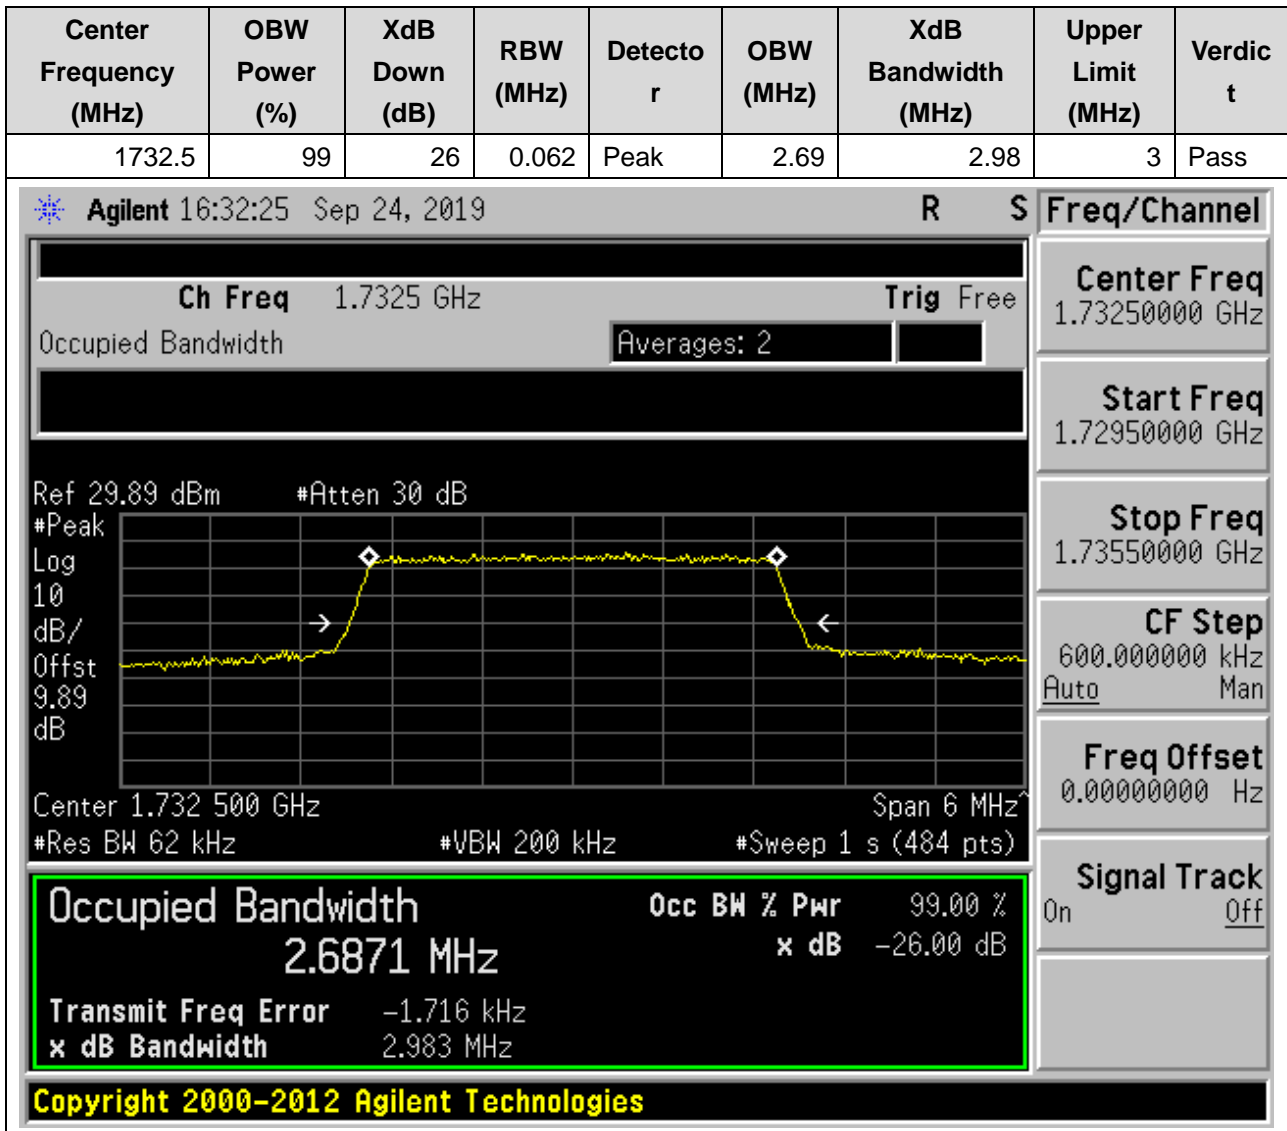 Center Frequency (MHz) OBW Power (%) XdB Down (dB) RBW (MHz) Detecto r OBW (MHz) XdB Bandwidth (MHz) Upper Limit (MHz) Verdic t
1732.5 99 26 0.062 Peak 2.69 2.98 3 Pass
Agilent 16:32:25 Sep 24, 2019 R S
Ch Freq 1.7325 GHz Trig Free
Occupied Bandwidth Averages: 2
Ref 29.89 dBm #Atten 30 dB
#Peak
Log
10
dB/
Offst
9.89
dB
Center 1.732 500 GHz Span 6 MHz^
#Res BW 62 kHz #VBW 200 kHz #Sweep 1 s (484 pts)
Occupied Bandwidth Occ BW % Pwr 99.00 %
2.6871 MHz x dB -26.00 dB
Transmit Freq Error -1.716 kHz
x dB Bandwidth 2.983 MHz
Copyright 2000-2012 Agilent Technologies
Freq/Channel
Center Freq
1.73250000 GHz
Start Freq
1.72950000 GHz
Stop Freq
1.73550000 GHz
CF Step
600.000000 kHz
Auto Man
Freq Offset
0.00000000 Hz
Signal Track
On Off